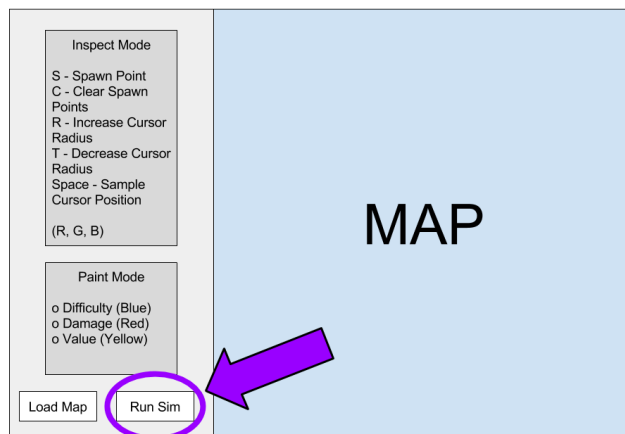 Inspect Mode
S - Spawn Point
C - Clear Spawn
Points
R - Increase Cursor
Radius
T - Decrease Cursor
Radius
Space - Sample
Cursor Position
(R, G, B)
Paint Mode
o Difficulty (Blue)
o Damage (Red)
o Value (Yellow)
Load Map
Run Sim
MAP